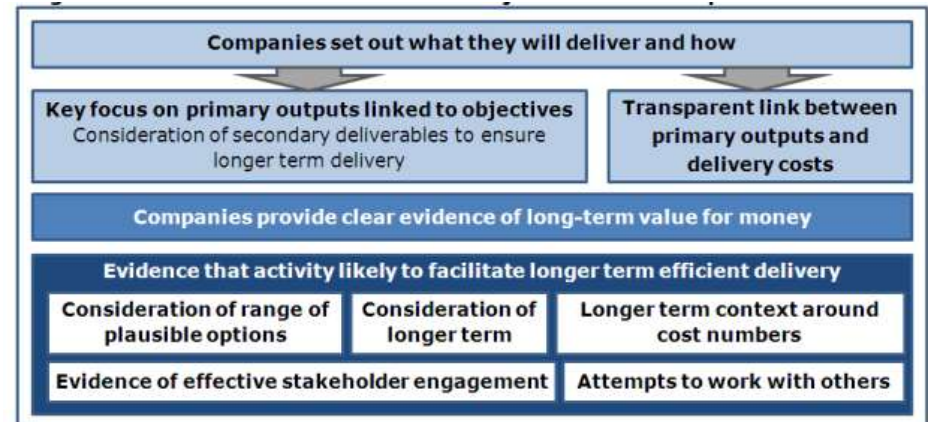 Companies set out what they will deliver and how
Key focus on primary outputs linked to objectives
Consideration of secondary deliverables to ensure
longer term delivery
Transparent link between
primary outputs and
delivery costs
Companies provide clear evidence of long-term value for money
Evidence that activity likely to facilitate longer term efficient delivery
Consideration of range of
plausible options
Consideration of
longer term
Longer term context around
cost numbers
Evidence of effective stakeholder engagement
Attempts to work with others